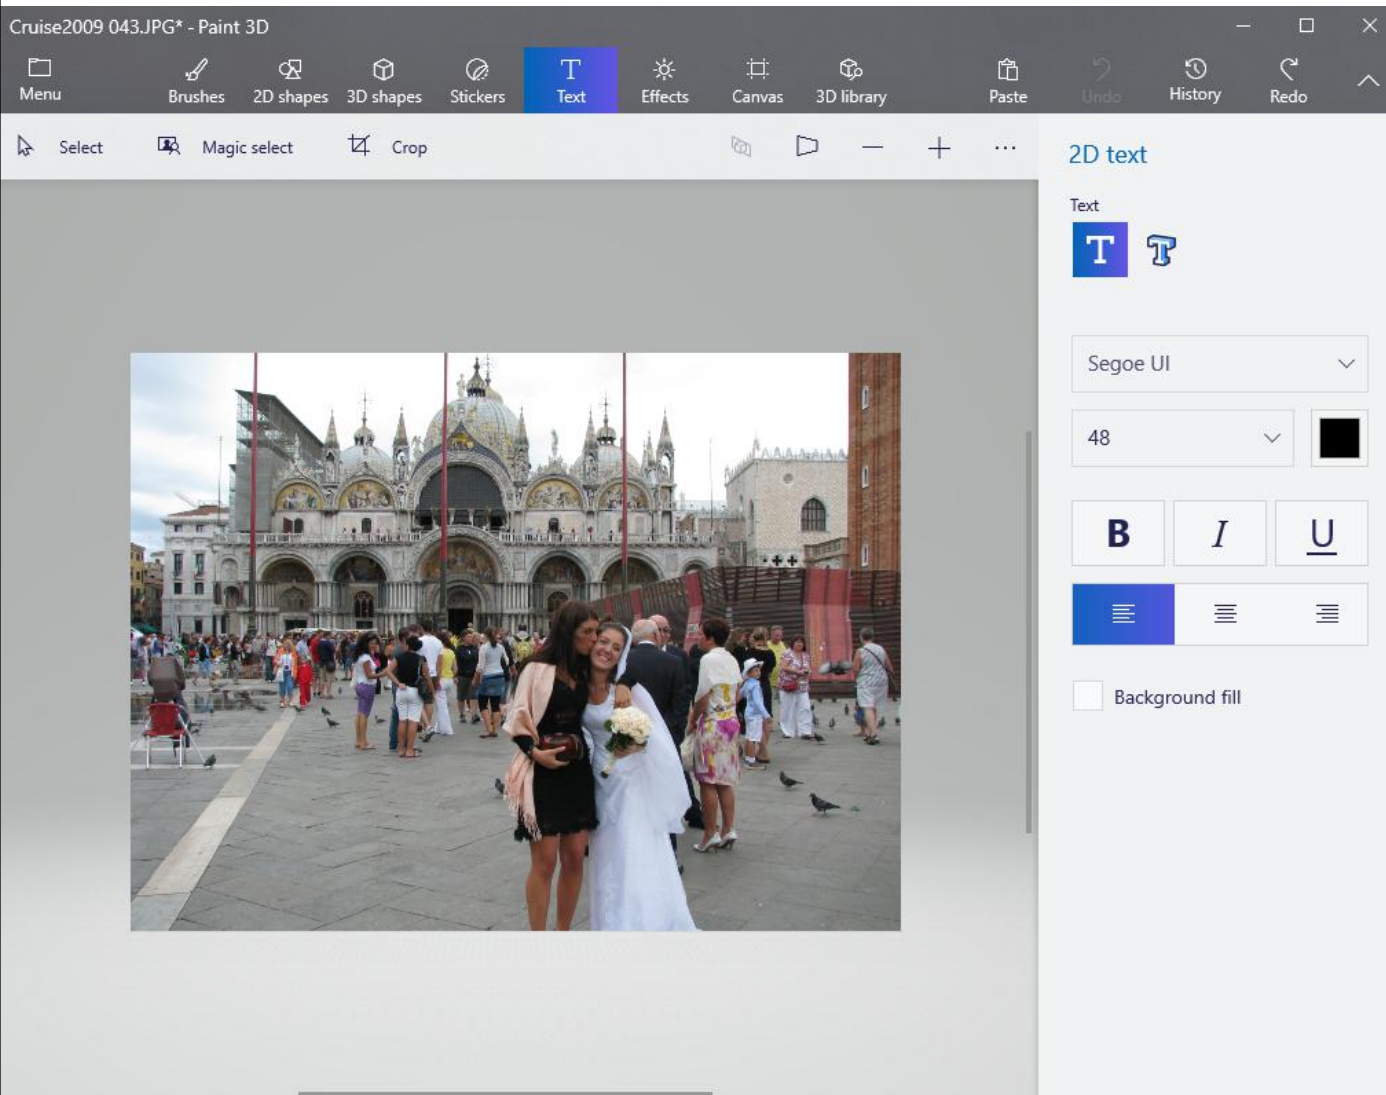 Cruise2009 043.JPG* - Paint 3D
Menu
Brushes
2D shapes
3D shapes
Stickers
Text
Effects
Canvas
3D library
Paste
Undo
History
Redo
Select
Magic select
Crop
2D text
Text
Segoe UI
48
B I U
Background fill